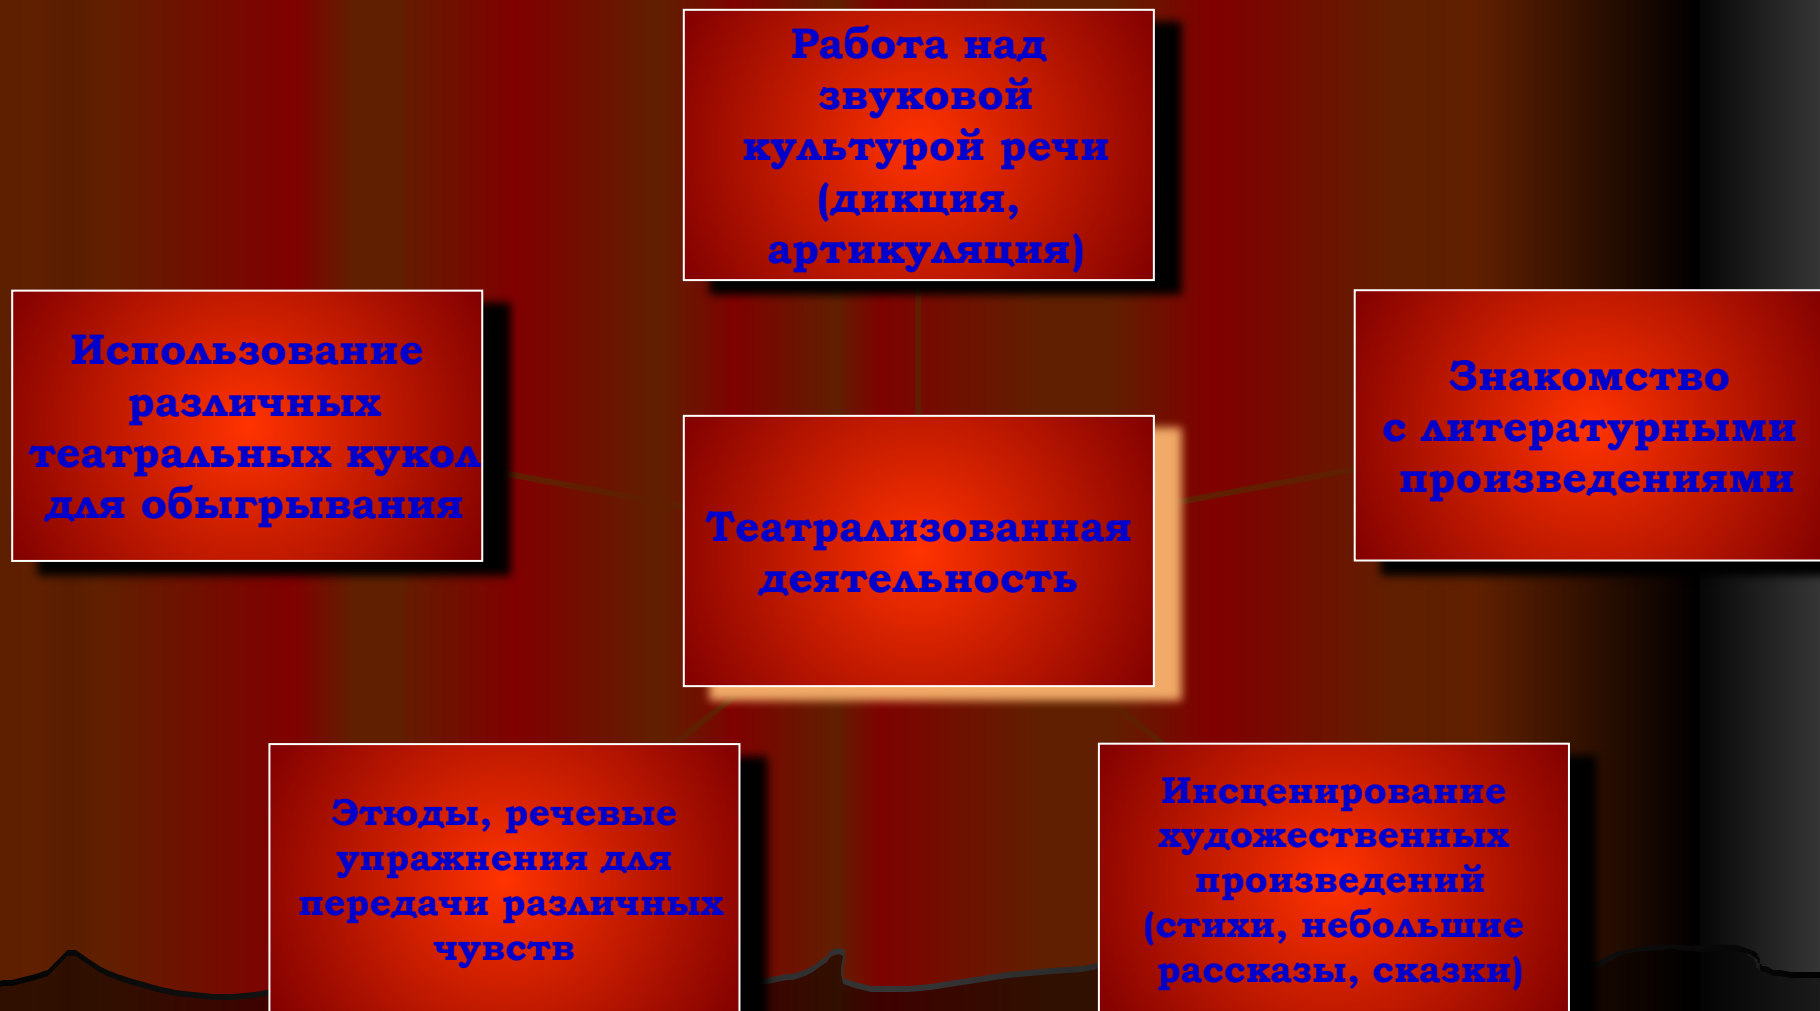 Работа над
звуковой
культурой речи
(дикция,
артикуляция)
Использование
различных
театральных кукол
для обыгрывания
Знакомство
с литературными
произведениями
Театрализованная
деятельность
Этюды, речевые
упражнения для
передачи различных
чувств
Инсценирование
художественных
произведений
(стихи, небольшие
рассказы, сказки)